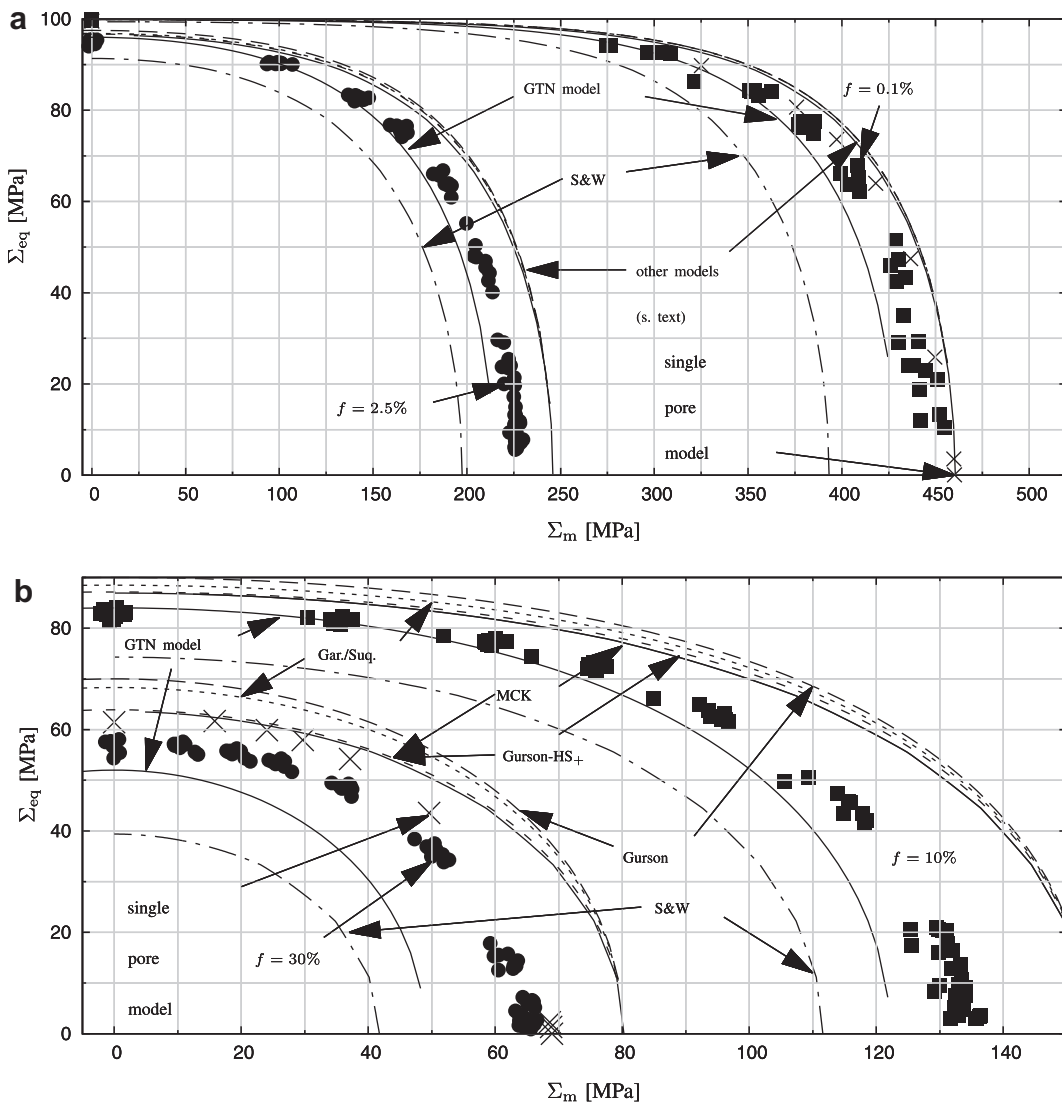 a
100
80
60
40
20
0
Σeq [MPa]
GTN model
f = 0.1%
S&W
other models
(s. text)
single
pore
model
f = 2.5%
0 50 100 150 200 250 300 350 400 450 500
Σm [MPa]
b
80
60
40
20
0
Σeq [MPa]
GTN model
Gar./Suq.
MCK
Gurson-HS+
Gurson
f = 10%
S&W
single
pore
model
f = 30%
0 20 40 60 80 100 120 140
Σm [MPa]